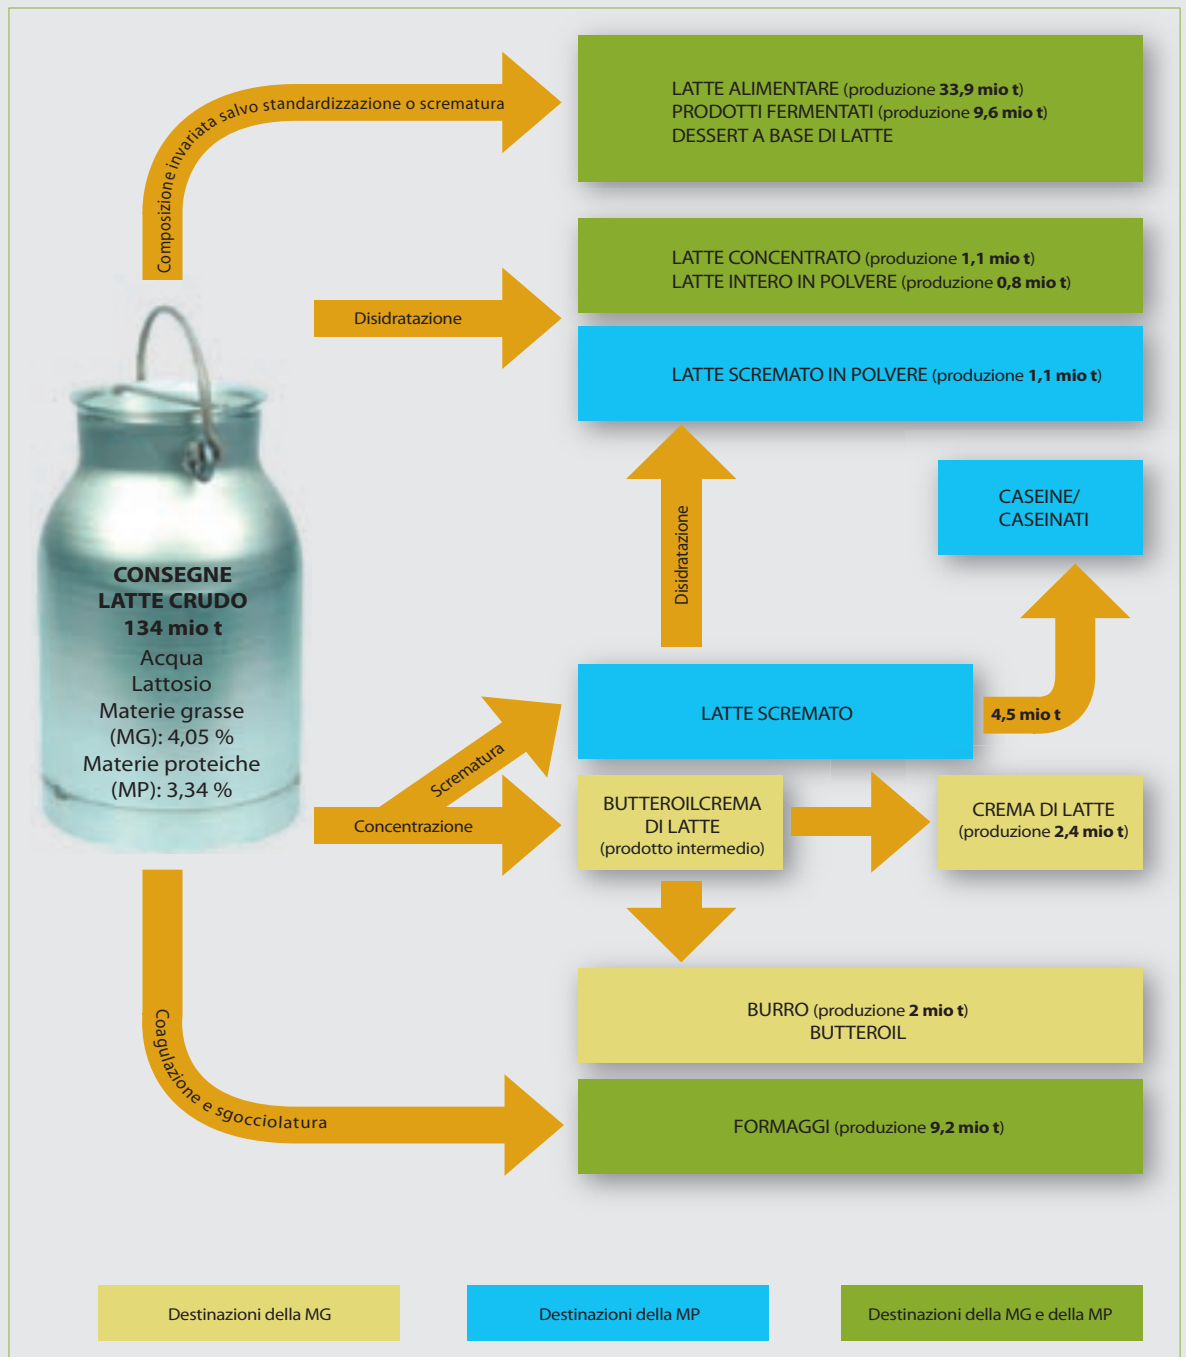 Composizione invariata salvo standardizzazione o scrematura
LATTE ALIMENTARE (produzione 33,9 mio t)
PRODOTTI FERMENTATI (produzione 9,6 mio t)
DESSERT A BASE DI LATTE
Disidratazione
LATTE CONCENTRATO (produzione 1,1 mio t)
LATTE INTERO IN POLVERE (produzione 0,8 mio t)
LATTE SCREMATO IN POLVERE (produzione 1,1 mio t)
Disidratazione
CASEINE/
CASEINATI
CONSEGNE
LATTE CRUDO
134 mio t
Acqua
Lattosio
Materie grasse
(MG): 4,05 %
Materie proteiche
(MP): 3,34 %
LATTE SCREMATO
4,5 mio t
Scrematura
Concentrazione
BUTTEROILCREMA
DI LATTE
(prodotto intermedio)
CREMA DI LATTE
(produzione 2,4 mio t)
BURRO (produzione 2 mio t)
BUTTEROIL
Coagulazione e sgocciolatura
FORMAGGI (produzione 9,2 mio t)
Destinazioni della MG
Destinazioni della MP
Destinazioni della MG e della MP